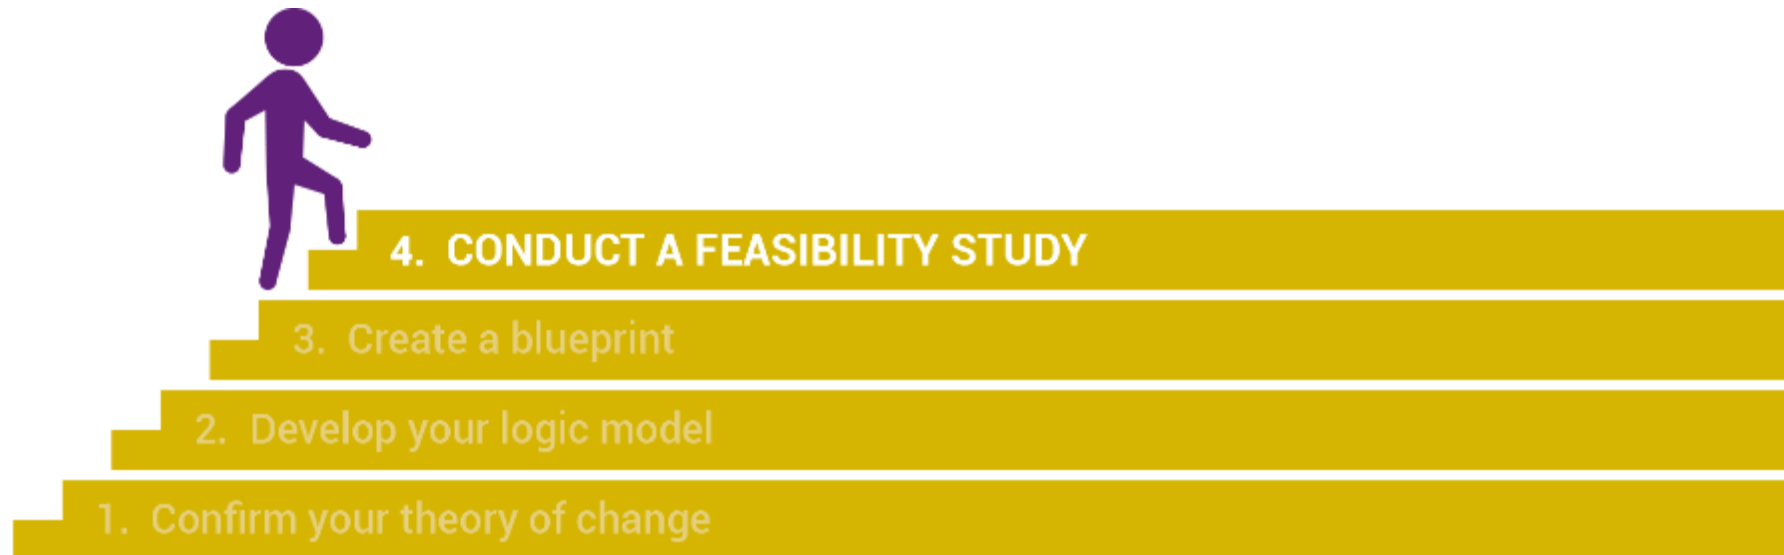 4. CONDUCT A FEASIBILITY STUDY
3. Create a blueprint
2. Develop your logic model
1. Confirm your theory of change